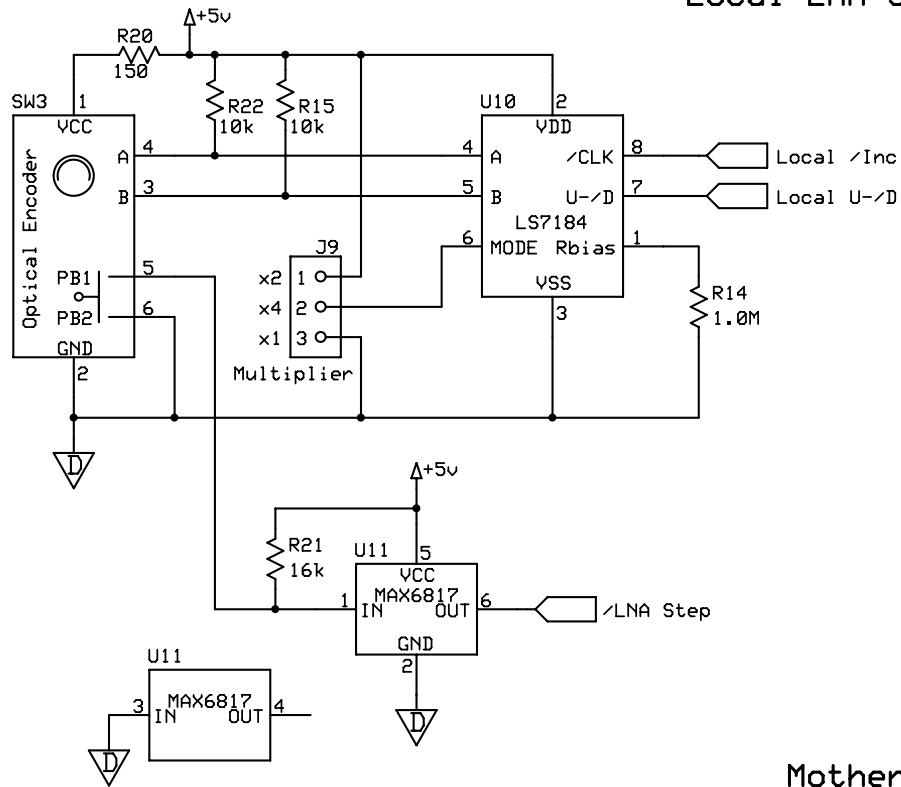 +5v
R20
150
SW3
1
VCC
R22
10k
R15
10k
U10
2
VDD
A
4
4
A
/CLK
8
Local /Inc
B
3
5
B
U-/D
7
Local U-/D
LS7184
6
MODE
Rbias
1
VSS
3
Optical Encoder
PB1
5
PB2
6
GND
2
J9
x2
1
x4
2
x1
3
Multiplier
R14
1.0M
D
+5v
R21
16k
U11
5
VCC
MAX6817
1
IN
OUT
6
/LNA Step
GND
2
D
U11
MAX6817
3
IN
OUT
4
D
Mother